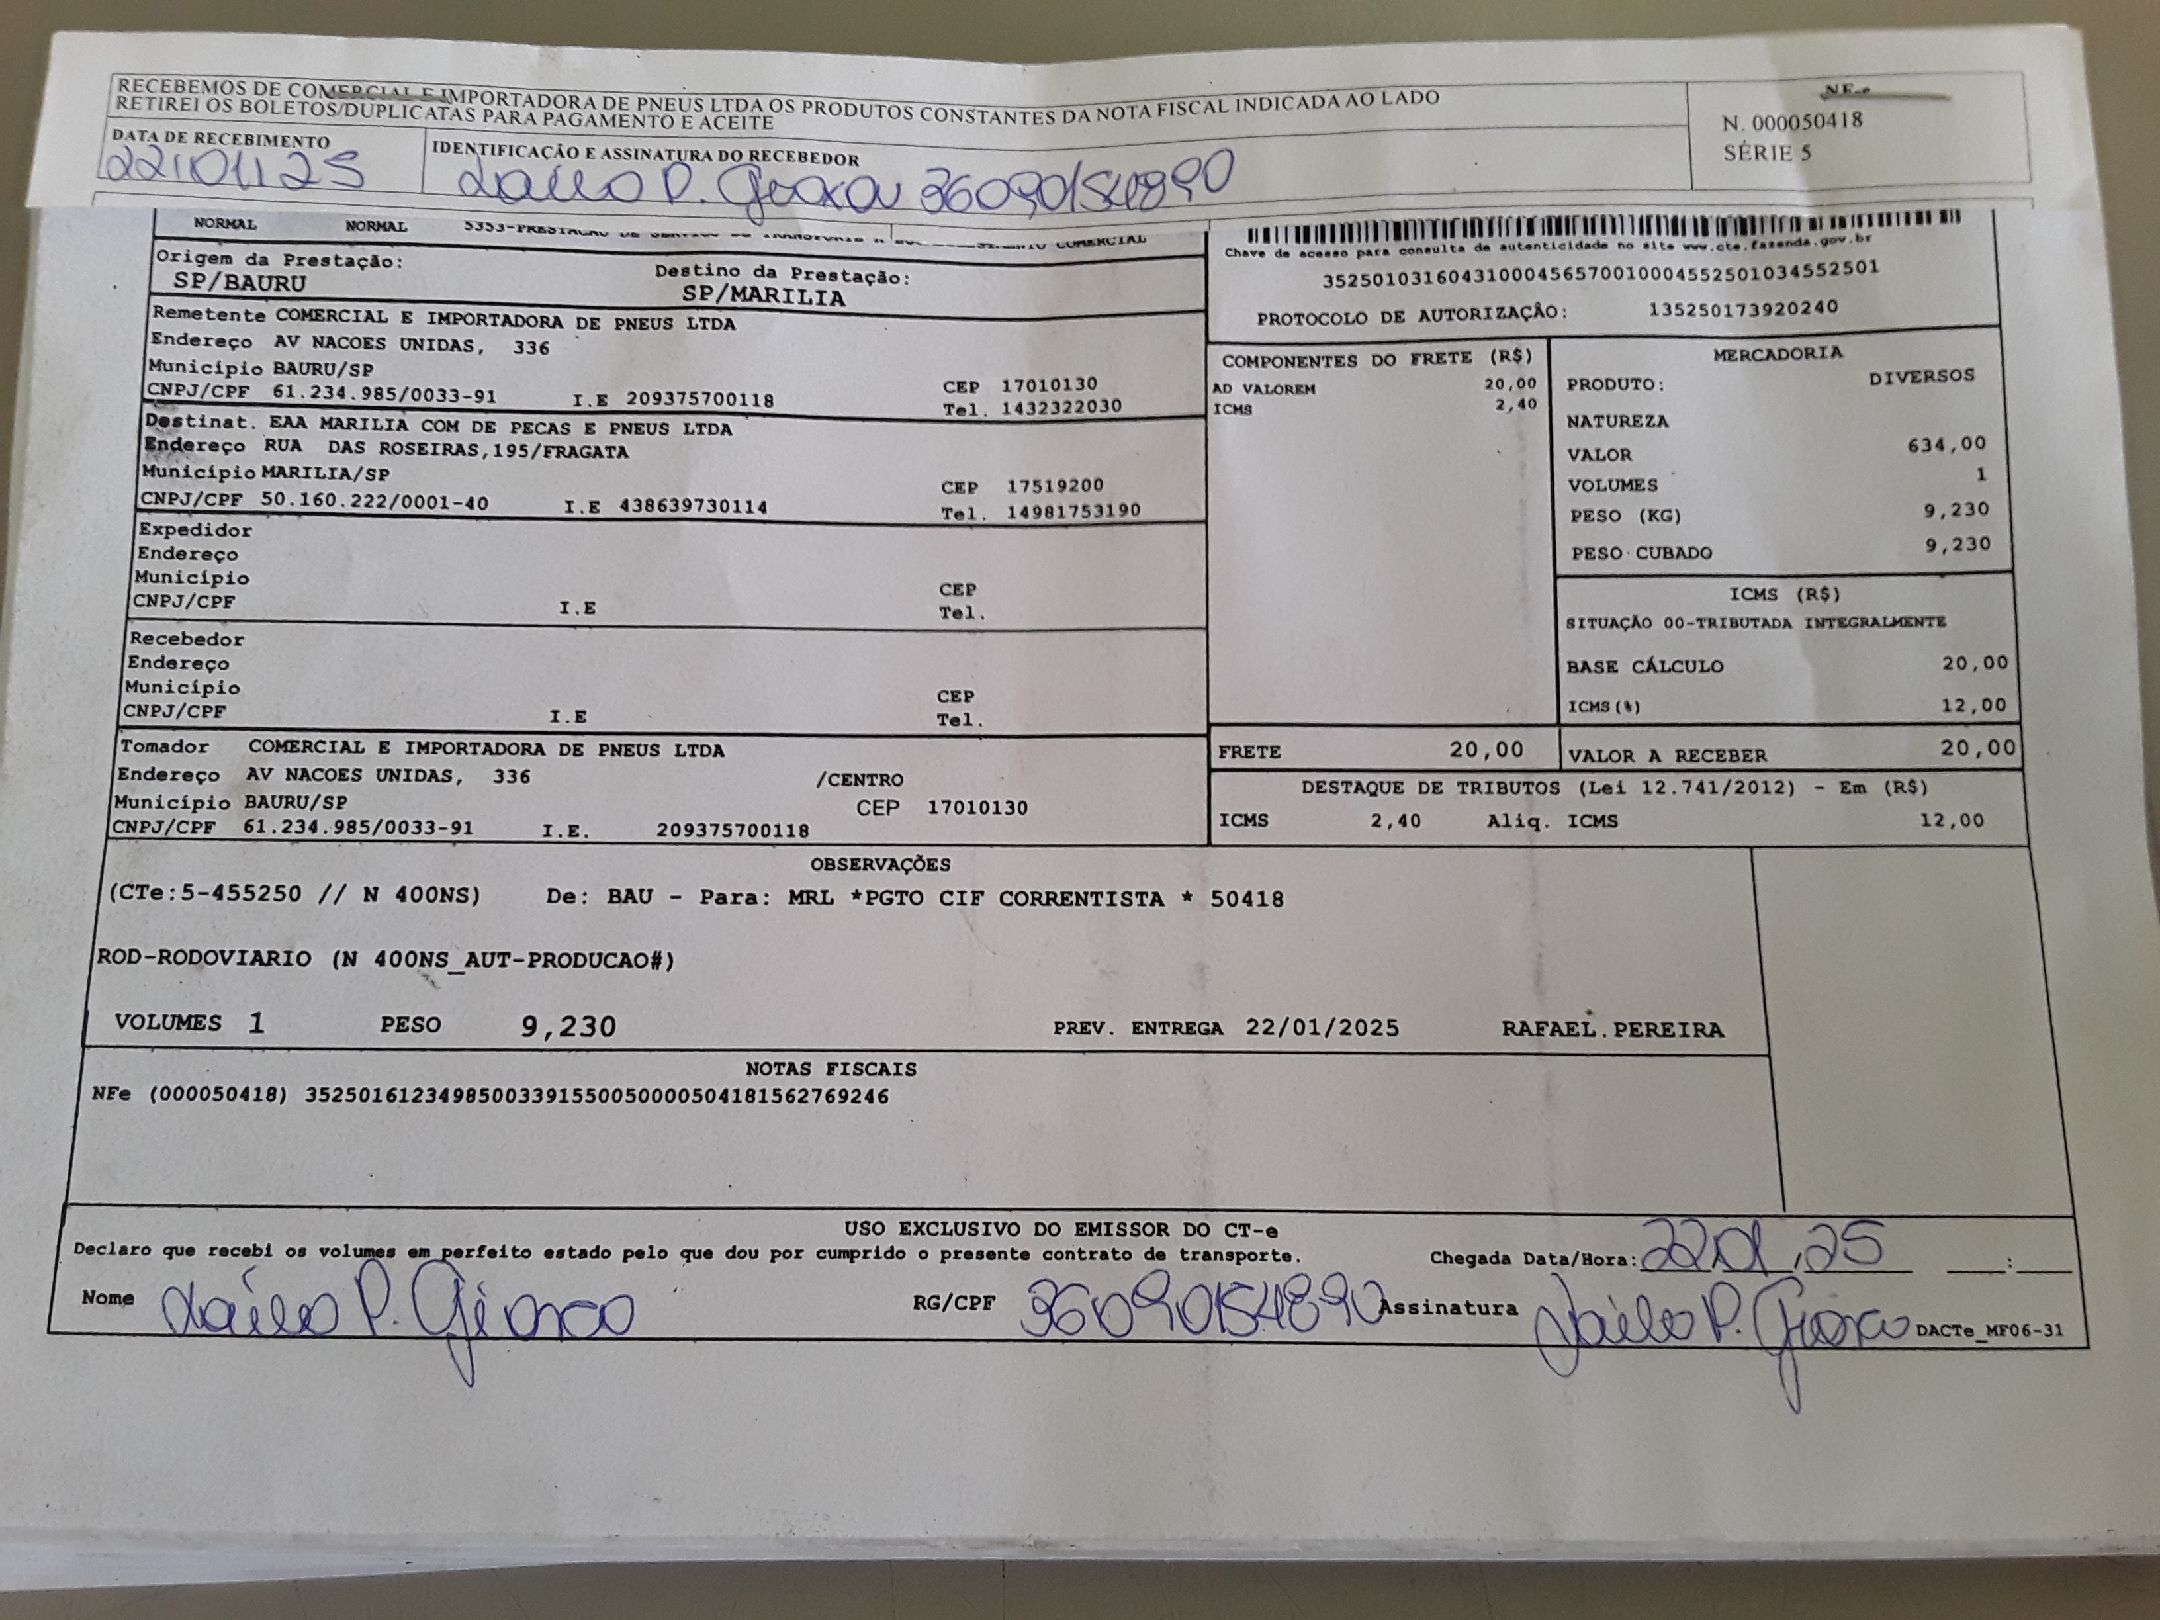 RECEBEMOS DE COMERCIAL E IMPORTADORA DE PNEUS LTDA OS PRODUTOS CONSTANTES DA NOTA FISCAL INDICADA AO LADO
RETIREI OS BOLETOS/DUPLICATAS PARA PAGAMENTO E ACEITE
NF-e
N. 000050418
SÉRIE 5
DATA DE RECEBIMENTO
22/01/25
IDENTIFICAÇÃO E ASSINATURA DO RECEBEDOR
P. 36090154890
NORMAL NORMAL 5353-PRESTACAO DE SERVICO DE TRANSPORTE COMERCIAL
Origem da Prestação:
SP/BAURU
Destino da Prestação:
SP/MARILIA
Chave de acesso para consulta de autenticidade no site www.cte.fazenda.gov.br
35250103160431000456570010004552501034552501
PROTOCOLO DE AUTORIZAÇÃO: 135250173920240
Remetente COMERCIAL E IMPORTADORA DE PNEUS LTDA
Endereço AV NACOES UNIDAS, 336
Município BAURU/SP
CEP 17010130
CNPJ/CPF 61.234.985/0033-91 I.E 209375700118
Tel. 1432322030
Destinat. EAA MARILIA COM DE PECAS E PNEUS LTDA
Endereço RUA DAS ROSEIRAS,195/FRAGATA
Município MARILIA/SP
CEP 17519200
CNPJ/CPF 50.160.222/0001-40 I.E 438639730114
Tel. 14981753190
Expedidor
Endereço
Município
CEP
CNPJ/CPF I.E
Tel.
Recebedor
Endereço
Município
CEP
CNPJ/CPF I.E
Tel.
Tomador COMERCIAL E IMPORTADORA DE PNEUS LTDA
Endereço AV NACOES UNIDAS, 336 /CENTRO
Município BAURU/SP CEP 17010130
CNPJ/CPF 61.234.985/0033-91 I.E. 209375700118
COMPONENTES DO FRETE (R$)
AD VALOREM 20,00
ICMS 2,40
MERCADORIA
PRODUTO: DIVERSOS
NATUREZA
VALOR 634,00
VOLUMES 1
PESO (KG) 9,230
PESO CUBADO 9,230
ICMS (R$)
SITUAÇÃO 00-TRIBUTADA INTEGRALMENTE
BASE CÁLCULO 20,00
ICMS(%) 12,00
FRETE 20,00
VALOR A RECEBER 20,00
DESTAQUE DE TRIBUTOS (Lei 12.741/2012) - Em (R$)
ICMS 2,40 Aliq. ICMS 12,00
OBSERVAÇÕES
(CTe:5-455250 // N 400NS) De: BAU - Para: MRL *PGTO CIF CORRENTISTA * 50418
ROD-RODOVIARIO (N 400NS_AUT-PRODUCAO#)
VOLUMES 1 PESO 9,230 PREV. ENTREGA 22/01/2025 RAFAEL.PEREIRA
NOTAS FISCAIS
NFe (000050418) 35250161234985003391550050000504181562769246
USO EXCLUSIVO DO EMISSOR DO CT-e
Declaro que recebi os volumes em perfeito estado pelo que dou por cumprido o presente contrato de transporte.
Chegada Data/Hora: 22 01 25 :
Nome P. RG/CPF 36090154890 Assinatura P. DACTe_MF06-31